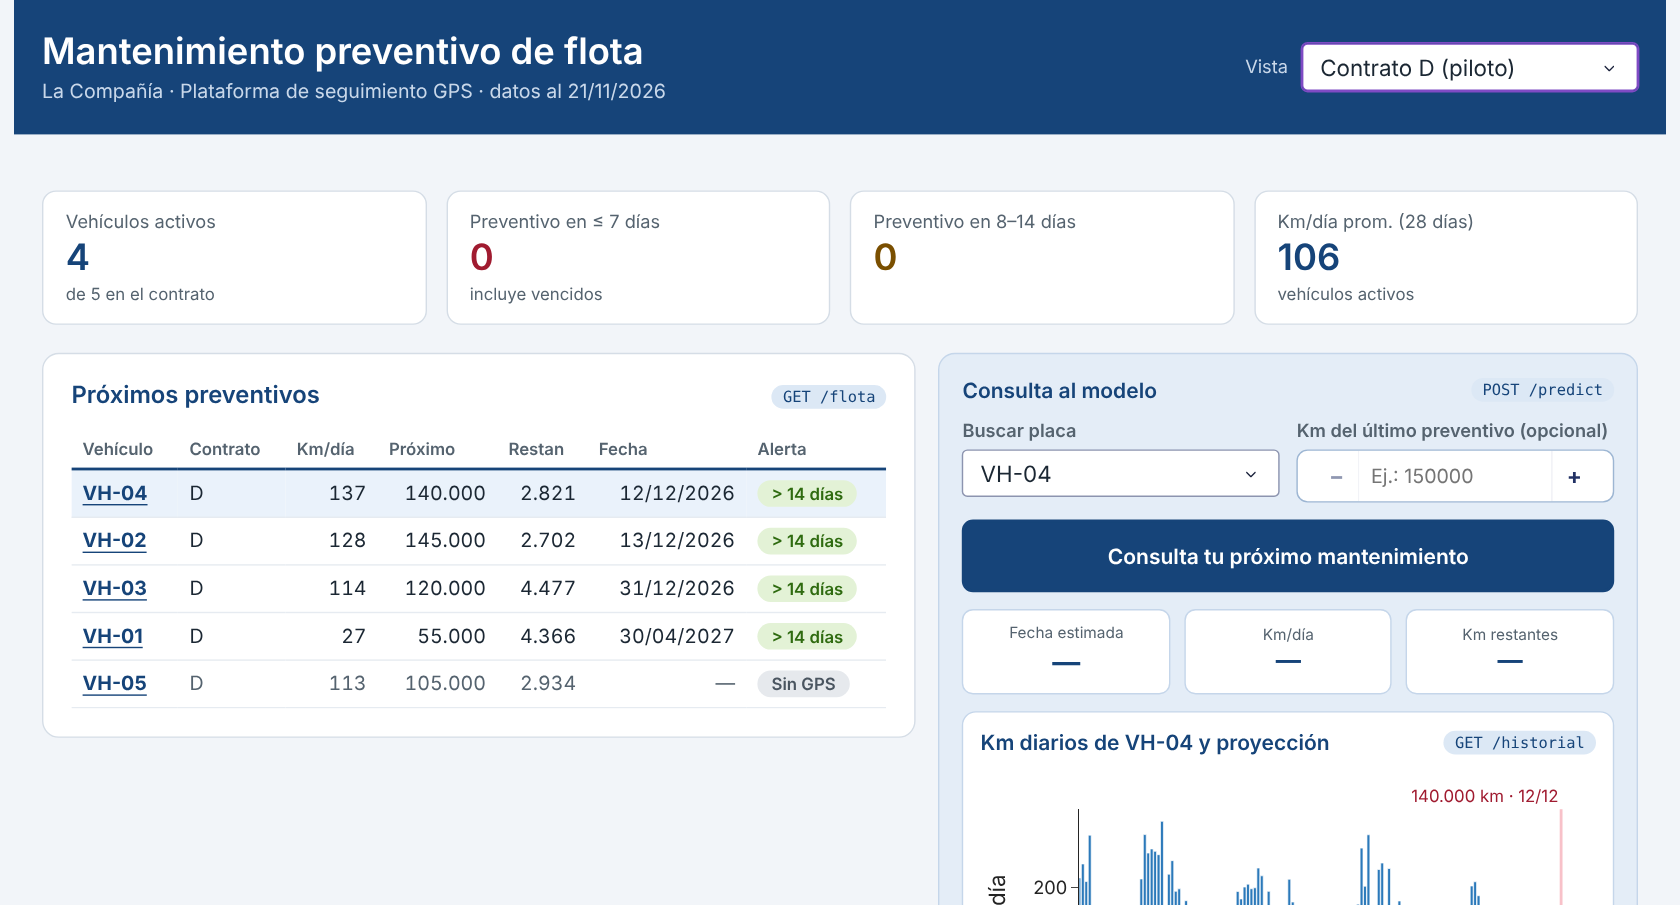 Mantenimiento preventivo de flota
La Compañía · Plataforma de seguimiento GPS · datos al 21/11/2026
Vista
Contrato D (piloto)
Vehículos activos
4
de 5 en el contrato
Preventivo en ≤ 7 días
0
incluye vencidos
Preventivo en 8–14 días
0
Km/día prom. (28 días)
106
vehículos activos
Próximos preventivos
GET /flota
Vehículo Contrato Km/día Próximo Restan Fecha Alerta
VH-04 D 137 140.000 2.821 12/12/2026 > 14 días
VH-02 D 128 145.000 2.702 13/12/2026 > 14 días
VH-03 D 114 120.000 4.477 31/12/2026 > 14 días
VH-01 D 27 55.000 4.366 30/04/2027 > 14 días
VH-05 D 113 105.000 2.934 — Sin GPS
Consulta al modelo
POST /predict
Buscar placa
VH-04
Km del último preventivo (opcional)
− Ej.: 150000 +
Consulta tu próximo mantenimiento
Fecha estimada
—
Km/día
—
Km restantes
—
Km diarios de VH-04 y proyección
GET /historial
140.000 km · 12/12
200
día